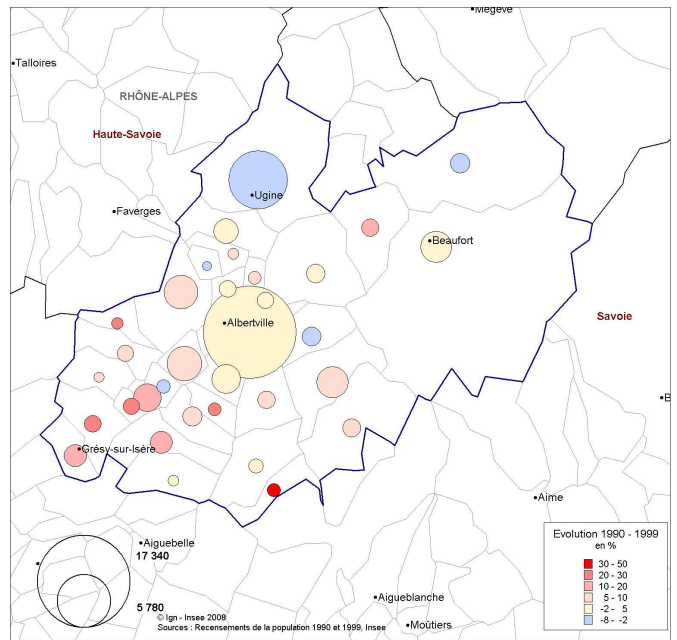 Megève
Talloires
RHÔNE-ALPES
Haute-Savoie
Ugine
Faverges
Beaufort
Savoie
Albertville
B
Grésy-sur-Isère
Aime
Aiguebelle
17 340
Evolution 1990 - 1999
en %
30 - 50
20 - 30
10 - 20
5 - 10
-2 - 5
-8 - -2
5 780
Aigueblanche
© Ign - Insee 2008
Sources : Recensements de la population 1990 et 1999, Insee
Moûtiers